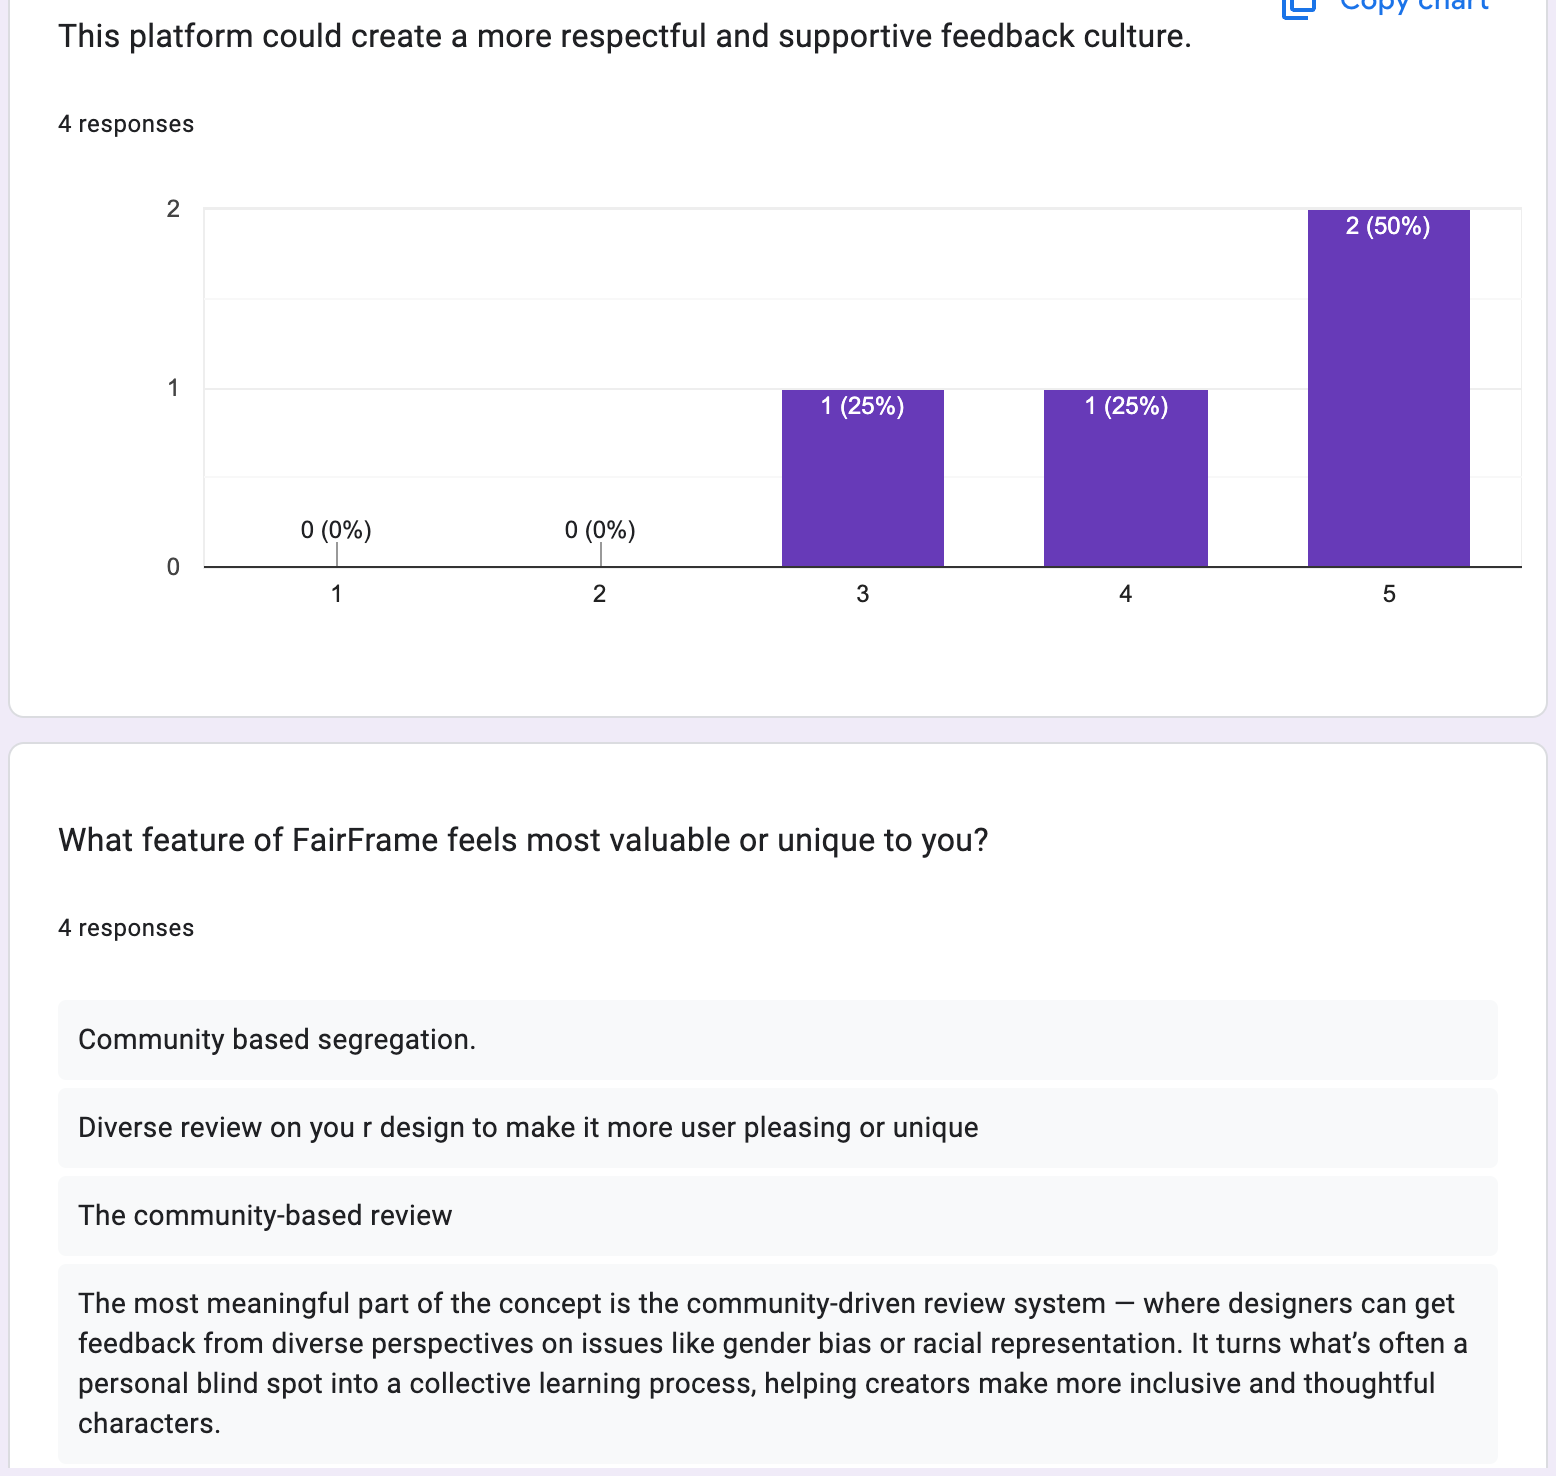 Copy chart
This platform could create a more respectful and supportive feedback culture.
4 responses
2
1
0
0 (0%)
0 (0%)
1 (25%)
1 (25%)
2 (50%)
1
2
3
4
5
What feature of FairFrame feels most valuable or unique to you?
4 responses
Community based segregation.
Diverse review on you r design to make it more user pleasing or unique
The community-based review
The most meaningful part of the concept is the community-driven review system — where designers can get
feedback from diverse perspectives on issues like gender bias or racial representation. It turns what’s often a
personal blind spot into a collective learning process, helping creators make more inclusive and thoughtful
characters.